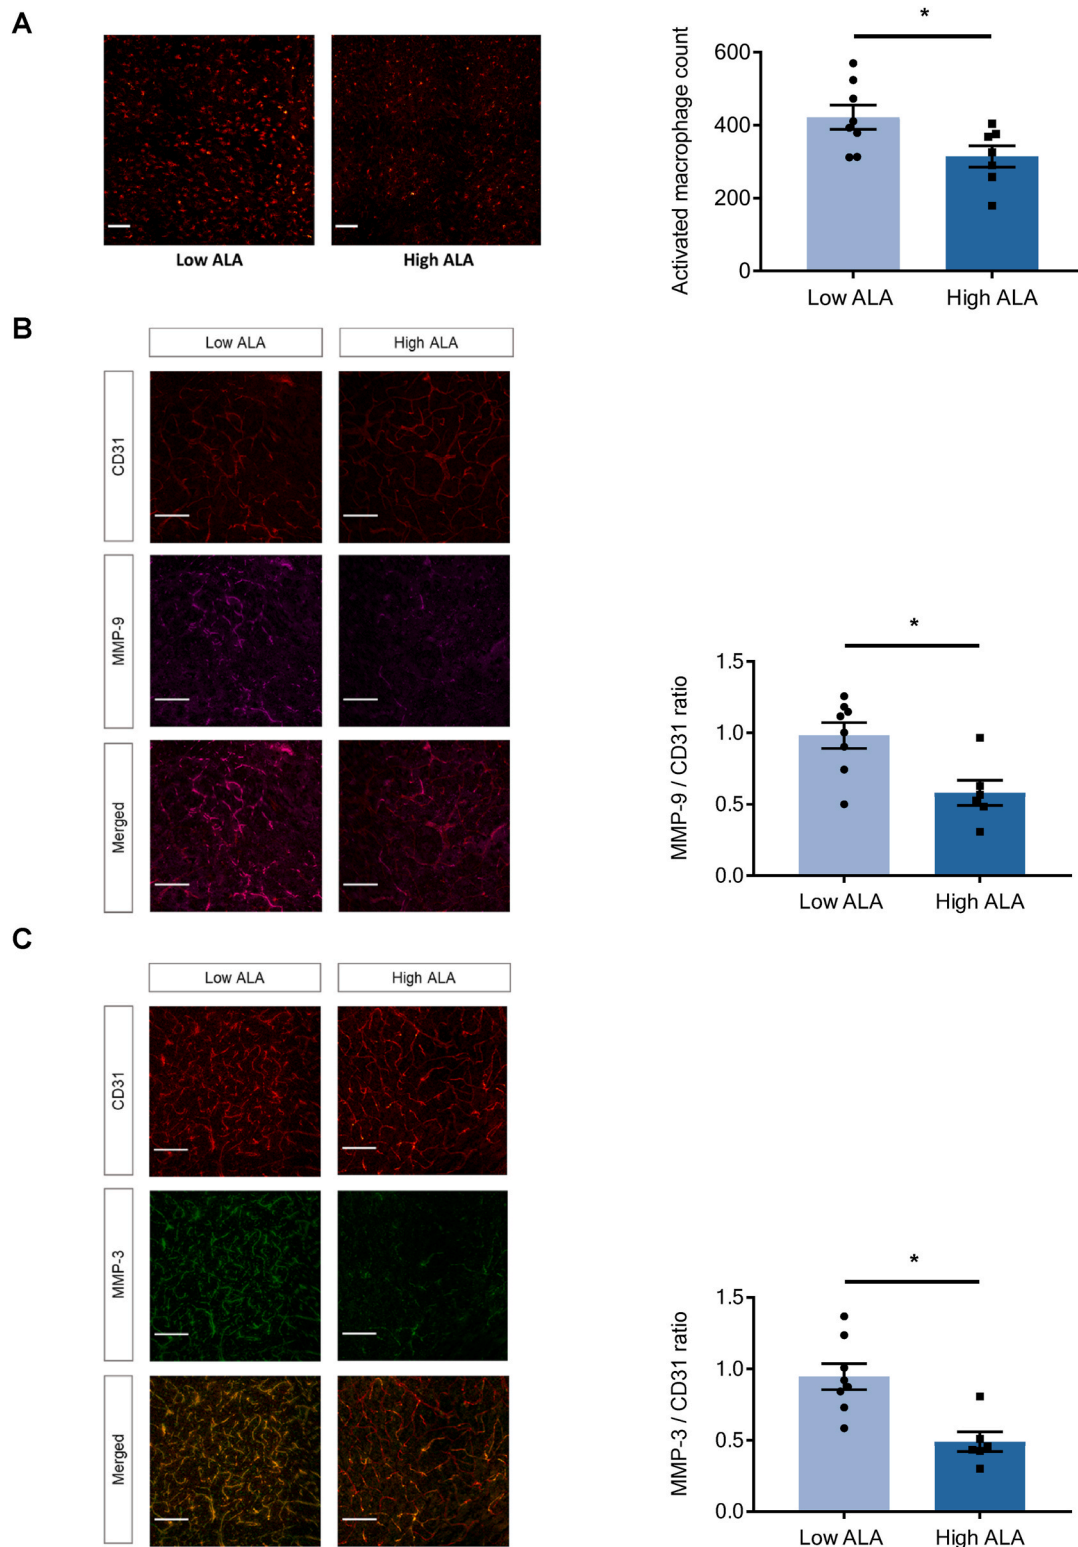 A
Low ALA
High ALA
*
Activated macrophage count
600
400
200
0
Low ALA
High ALA
B
Low ALA
High ALA
CD31
MMP-9
Merged
*
MMP-9 / CD31 ratio
1.5
1.0
0.5
0.0
Low ALA
High ALA
C
Low ALA
High ALA
CD31
MMP-3
Merged
*
MMP-3 / CD31 ratio
1.5
1.0
0.5
0.0
Low ALA
High ALA